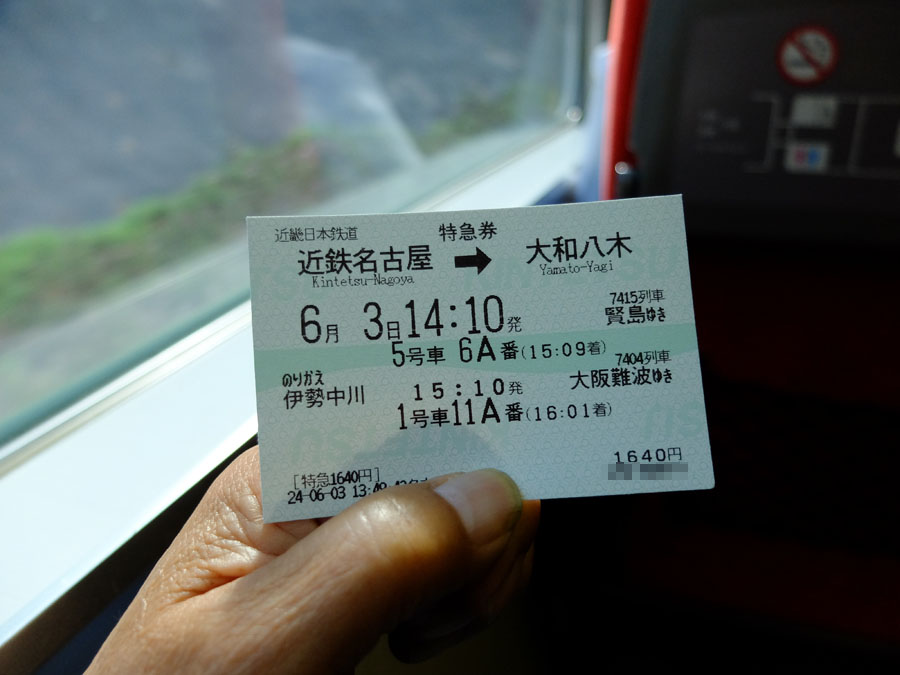 近畿日本鉄道 特急券
近鉄名古屋 ➡ 大和八木
Kintetsu-Nagoya Yamato-Yagi
7415列車
6月 3日14:10発 賢島ゆき
5号車 6A番(15:09着)
7404列車
のりかえ
伊勢中川 15:10発 大阪難波ゆき
1号車11A番(16:01着)
1640円
[特急1640円]
24-06-03 13:48